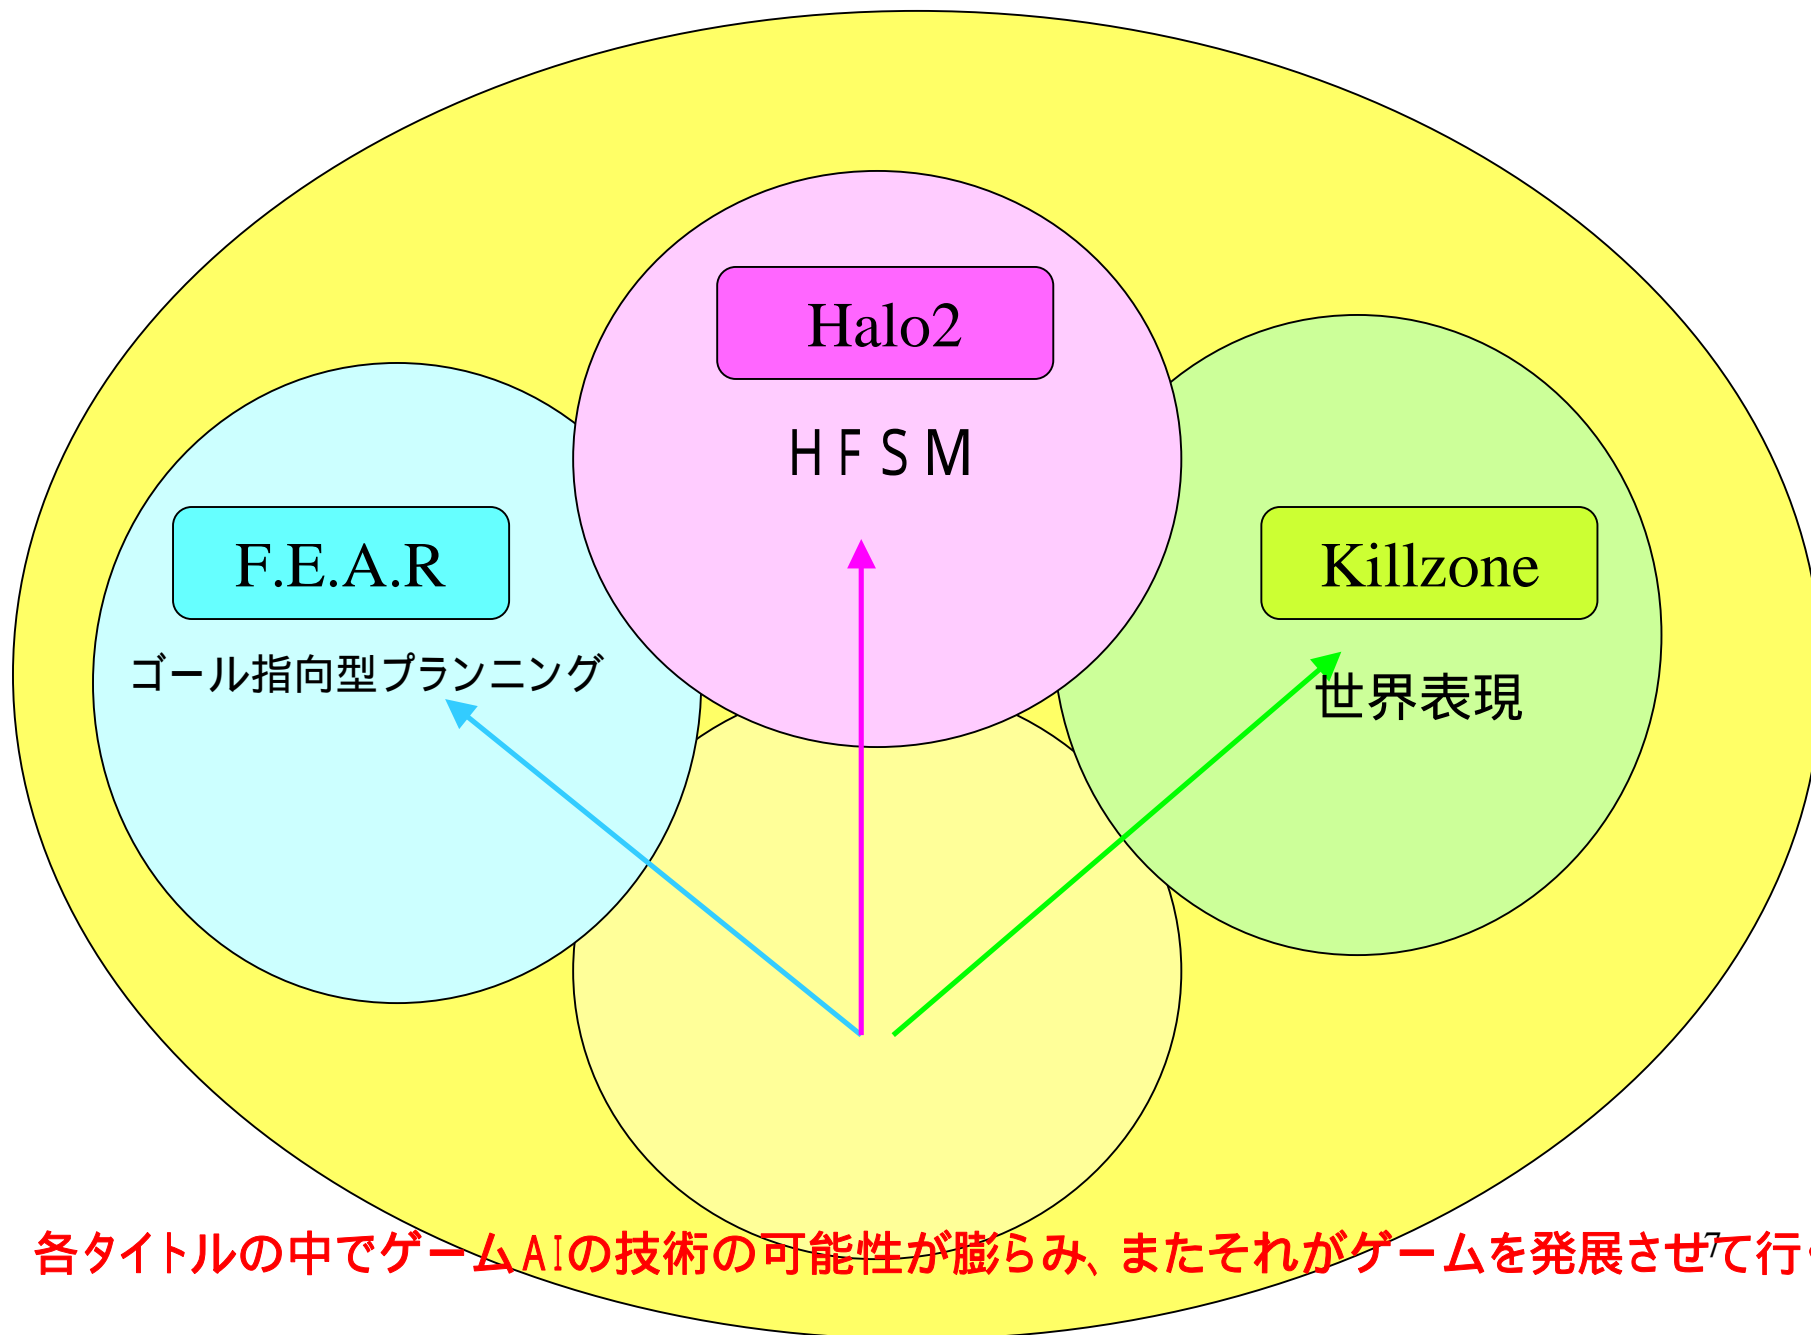 Halo2
ＨＦＳＭ
F.E.A.R
Killzone
ゴール指向型プランニング
世界表現
各タイトルの中でゲームAIの技術の可能性が膨らみ、またそれがゲームを発展させて行
7